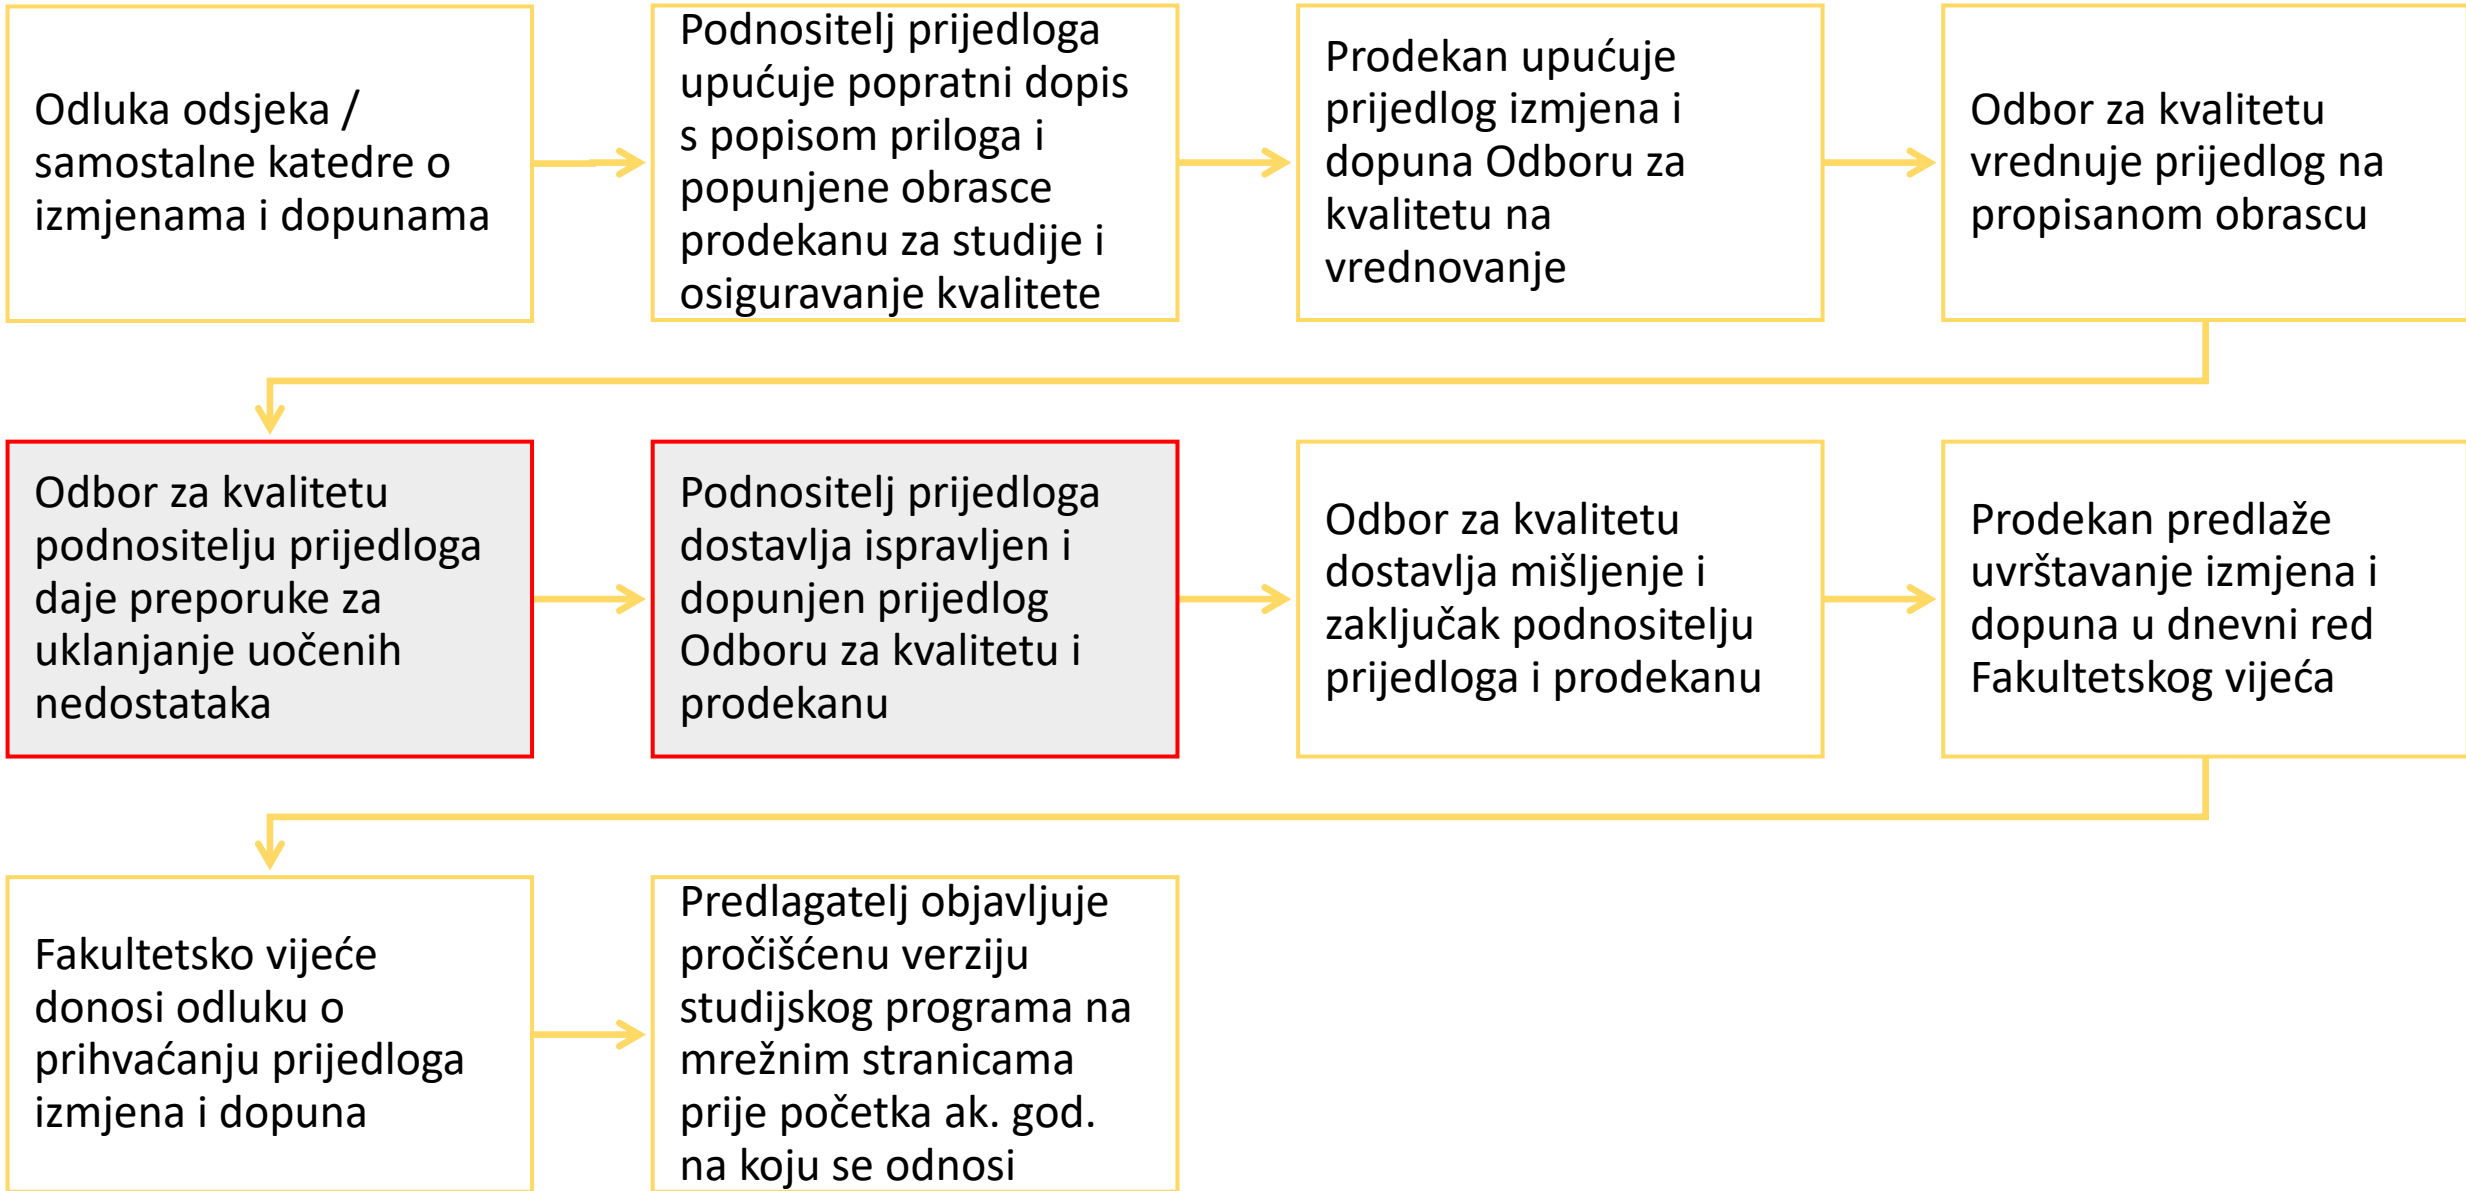 Odluka odsjeka /
samostalne katedre o
izmjenama i dopunama
Podnositelj prijedloga
upućuje popratni dopis
s popisom priloga i
popunjene obrasce
prodekanu za studije i
osiguravanje kvalitete
Prodekan upućuje
prijedlog izmjena i
dopuna Odboru za
kvalitetu na
vrednovanje
Odbor za kvalitetu
vrednuje prijedlog na
propisanom obrascu
Odbor za kvalitetu
podnositelju prijedloga
daje preporuke za
uklanjanje uočenih
nedostataka
Podnositelj prijedloga
dostavlja ispravljen i
dopunjen prijedlog
Odboru za kvalitetu i
prodekanu
Odbor za kvalitetu
dostavlja mišljenje i
zaključak podnositelju
prijedloga i prodekanu
Prodekan predlaže
uvrštavanje izmjena i
dopuna u dnevni red
Fakultetskog vijeća
Fakultetsko vijeće
donosi odluku o
prihvaćanju prijedloga
izmjena i dopuna
Predlagatelj objavljuje
pročišćenu verziju
studijskog programa na
mrežnim stranicama
prije početka ak. god.
na koju se odnosi